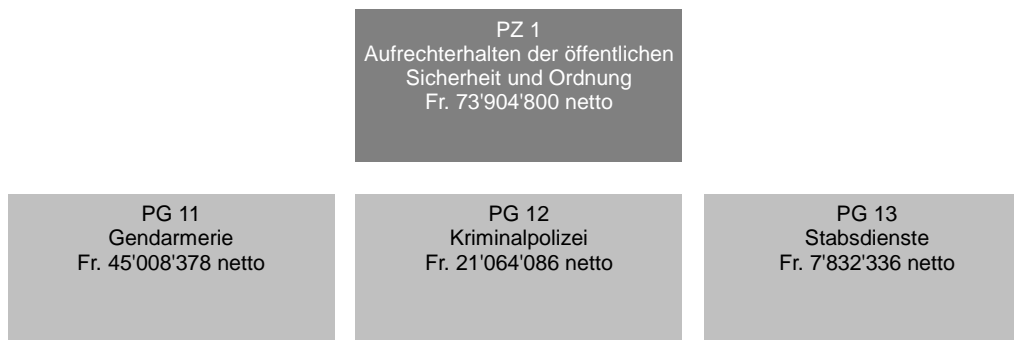 PZ 1
Aufrechterhalten der öffentlichen
Sicherheit und Ordnung
Fr. 73'904'800 netto
PG 11
Gendarmerie
Fr. 45'008'378 netto
PG 12
Kriminalpolizei
Fr. 21'064'086 netto
PG 13
Stabsdienste
Fr. 7'832'336 netto